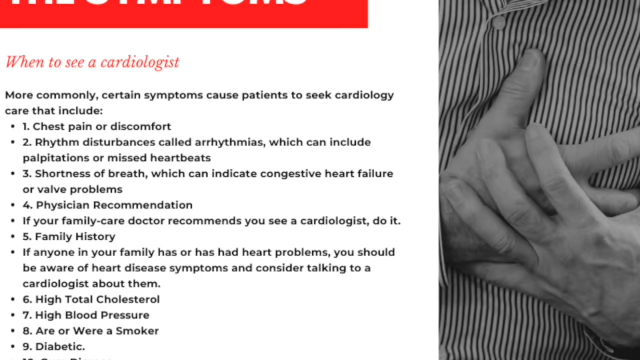 THE SYMPTOMS
When to see a cardiologist
More commonly, certain symptoms cause patients to seek cardiology
care that include:
• 1. Chest pain or discomfort
• 2. Rhythm disturbances called arrhythmias, which can include
palpitations or missed heartbeats
• 3. Shortness of breath, which can indicate congestive heart failure
or valve problems
• 4. Physician Recommendation
• If your family-care doctor recommends you see a cardiologist, do it.
• 5. Family History
• If anyone in your family has or has had heart problems, you should
be aware of heart disease symptoms and consider talking to a
cardiologist about them.
• 6. High Total Cholesterol
• 7. High Blood Pressure
• 8. Are or Were a Smoker
• 9. Diabetic.